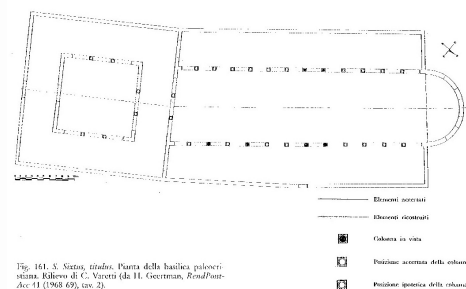 Elementi accertati
Elementi ricostruiti
Colonna in vista
Posizione accertata della colonna
Posizione ipotetica della colonna
Fig. 161. S. Sixtus, titulus. Pianta della basilica paleocri-
stiana. Rilievo di C. Varetti (da H. Geertman, RendPont-
Acc 41 (1968-69), tav. 2).